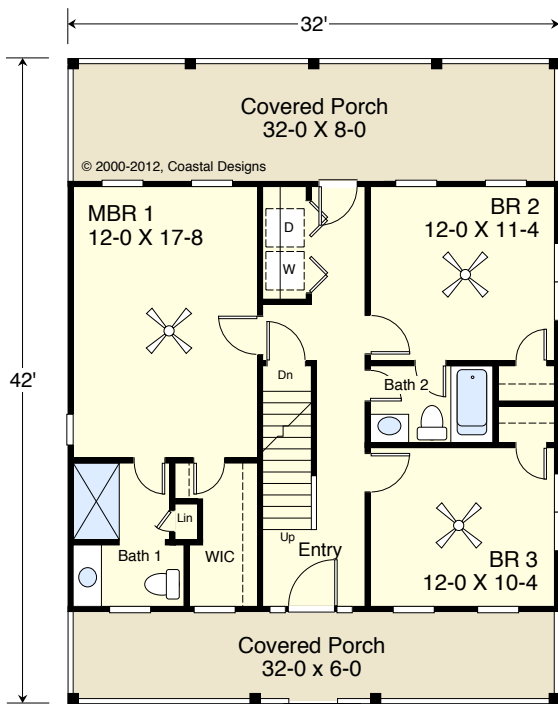 32'
Covered Porch
32-0 X 8-0
© 2000-2012, Coastal Designs
MBR 1
12-0 X 17-8
D
W
BR 2
12-0 X 11-4
42'
Dn
Bath 2
Lin
Bath 1
WIC
Up
Entry
BR 3
12-0 X 10-4
Covered Porch
32-0 x 6-0